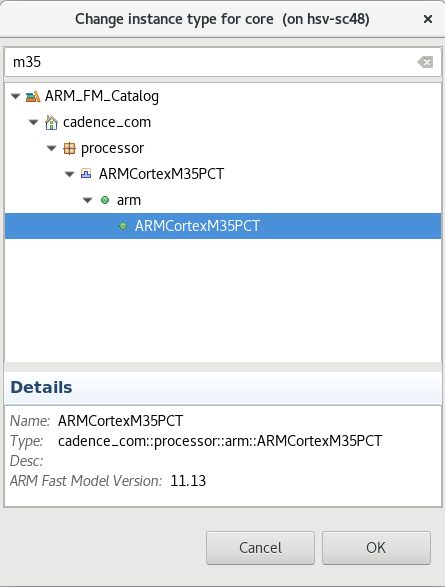 Change instance type for core (on hsv-sc48)
m35
ARM_FM_Catalog
cadence_com
processor
ARMCortexM35PCT
arm
ARMCortexM35PCT
Details
Name: ARMCortexM35PCT
Type: cadence_com::processor::arm::ARMCortexM35PCT
Desc:
ARM Fast Model Version: 11.13
Cancel OK